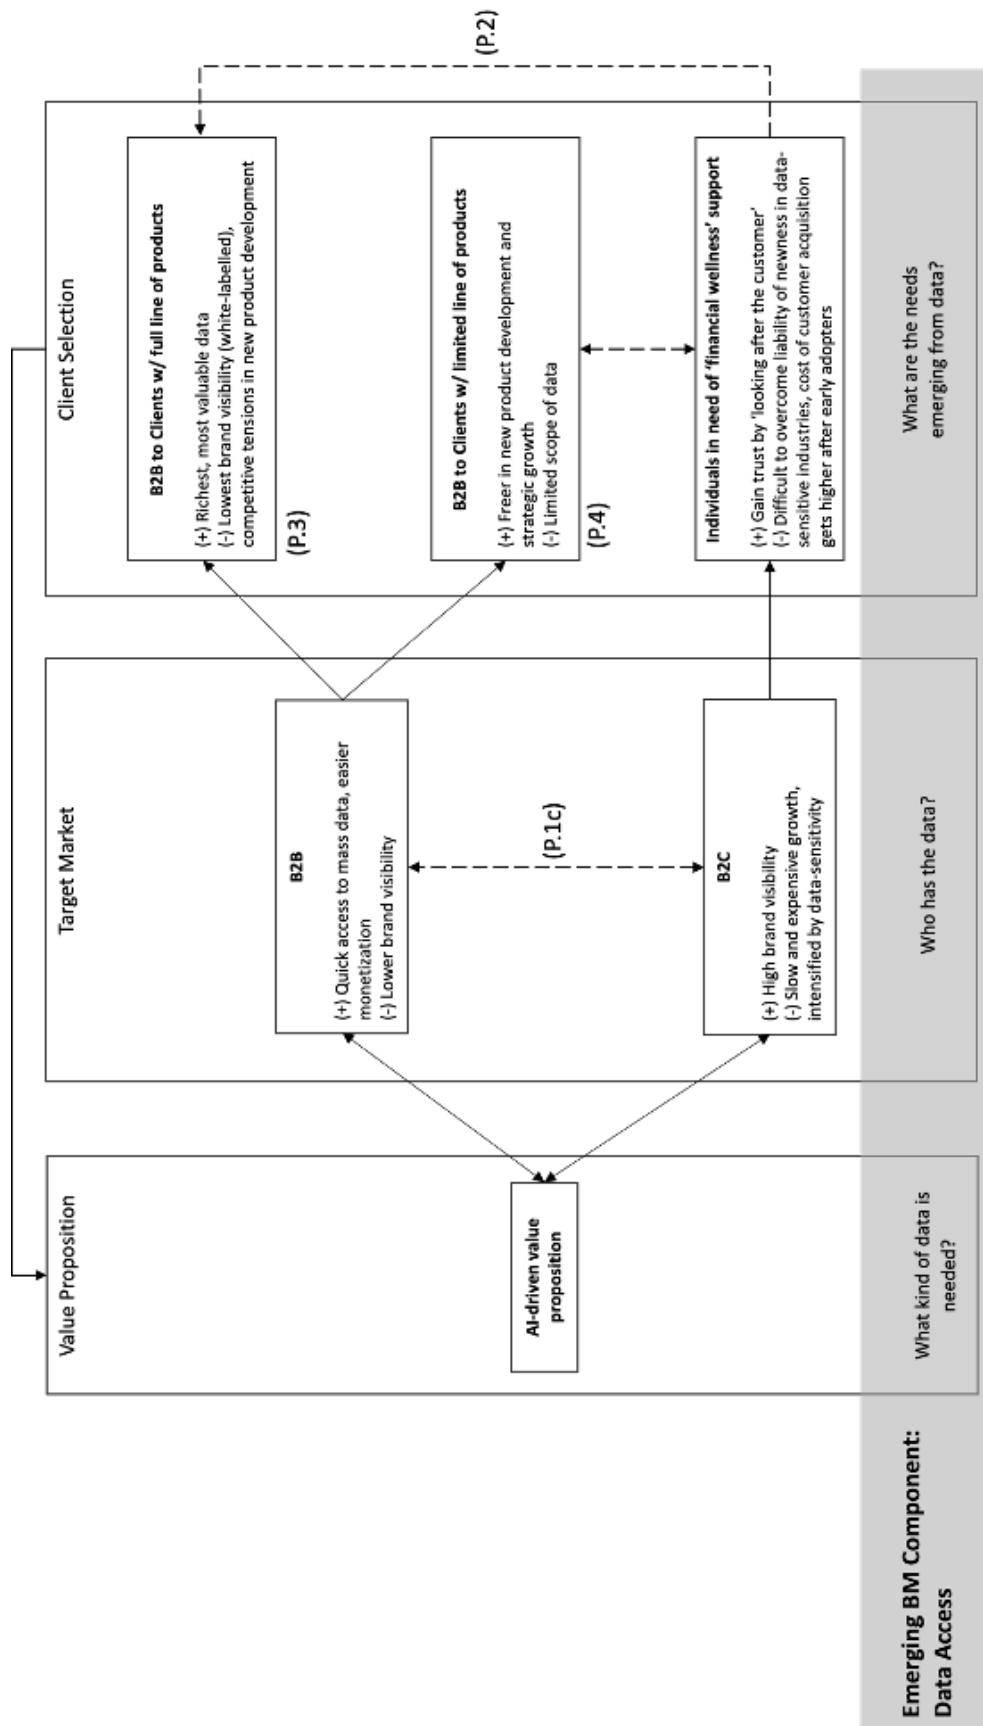 Value Proposition
AI-driven value
proposition
What kind of data is
needed?
Target Market
B2B
(+) Quick access to mass data, easier
monetization
(-) Lower brand visibility
(P.1c)
B2C
(+) High brand visibility
(-) Slow and expensive growth,
intensified by data-sensitivity
Who has the data?
Client Selection
B2B to Clients w/ full line of products
(+) Richest, most valuable data
(-) Lowest brand visibility (white-labelled),
competitive tensions in new product development
(P.3)
B2B to Clients w/ limited line of products
(+) Freer in new product development and
strategic growth
(-) Limited scope of data
(P.4)
Individuals in need of 'financial wellness' support
(+) Gain trust by 'looking after the customer'
(-) Difficult to overcome liability of newness in data-
sensitive industries, cost of customer acquisition
gets higher after early adopters
What are the needs
emerging from data?
(P.2)
Emerging BM Component:
Data Access